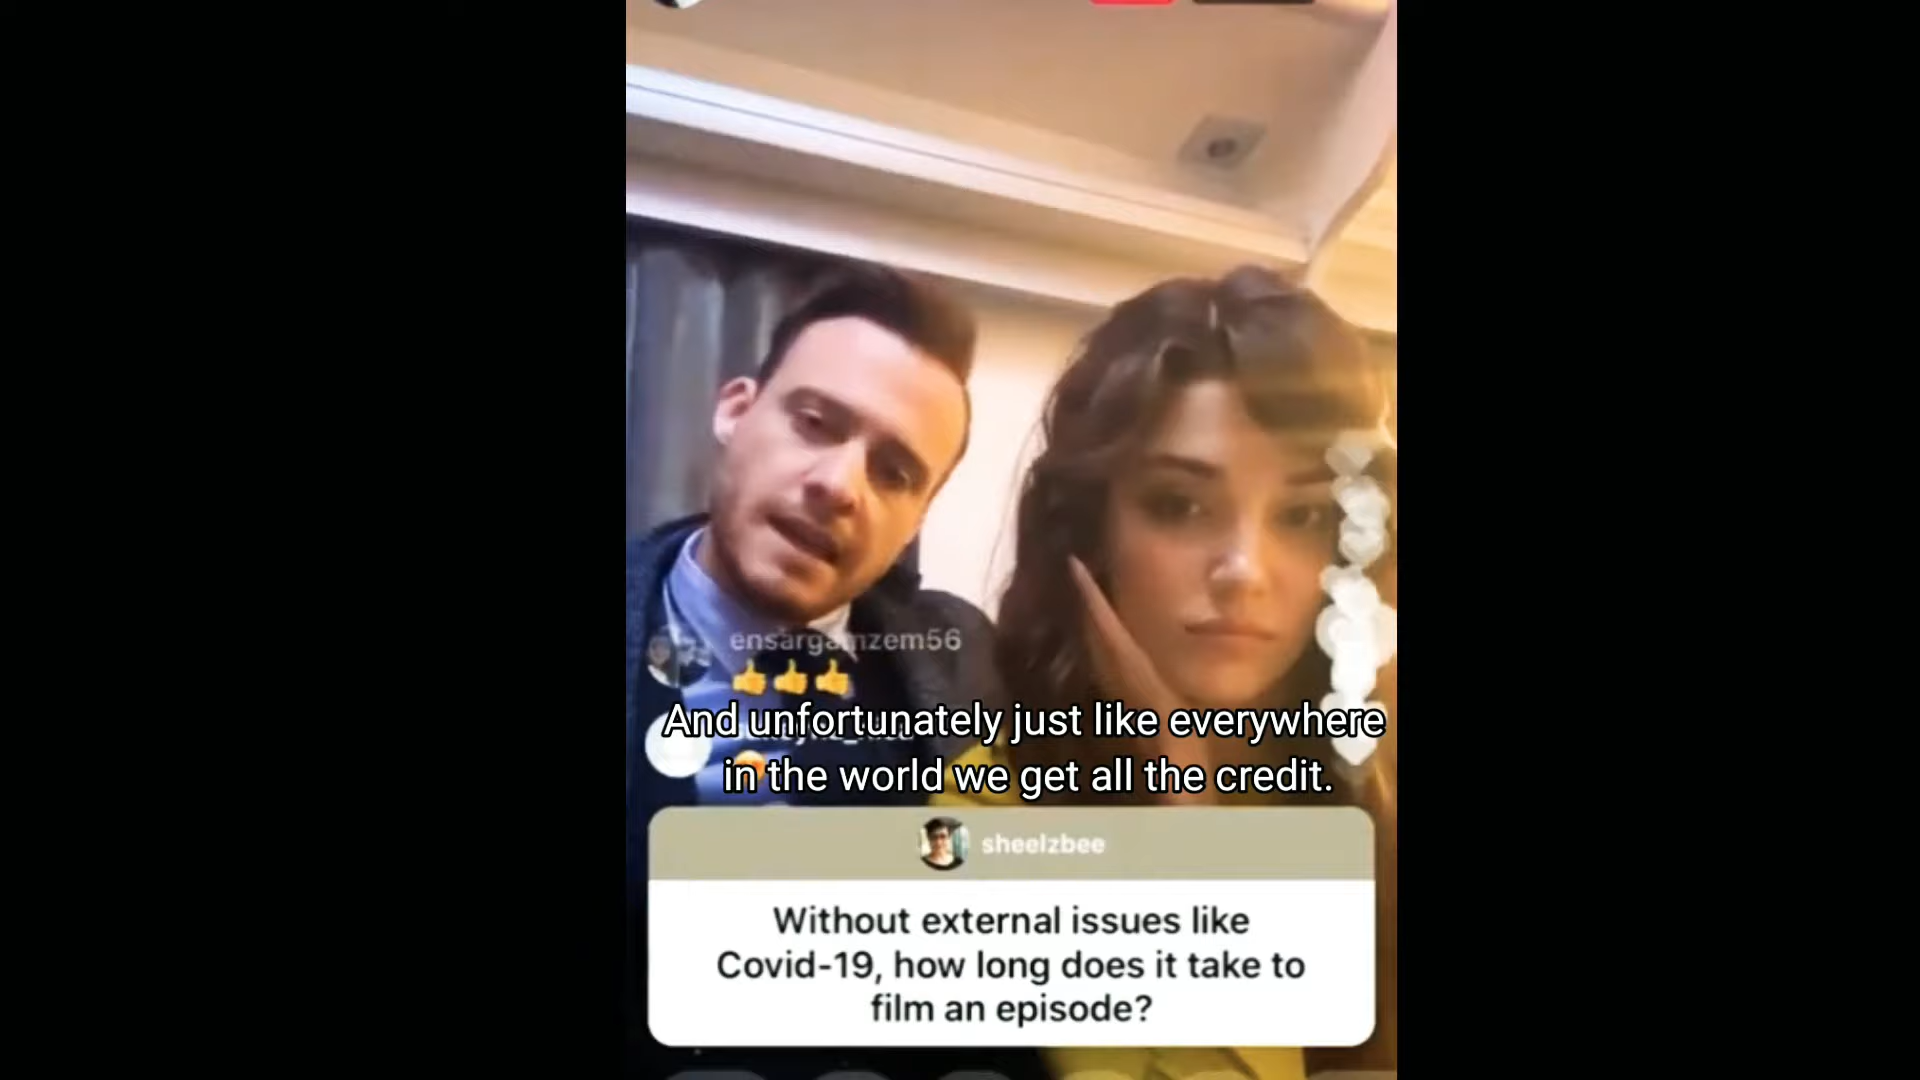 ensargamzem56
👍👍👍
And unfortunately just like everywhere
in the world we get all the credit.
sheelzbee
Without external issues like
Covid-19, how long does it take to
film an episode?